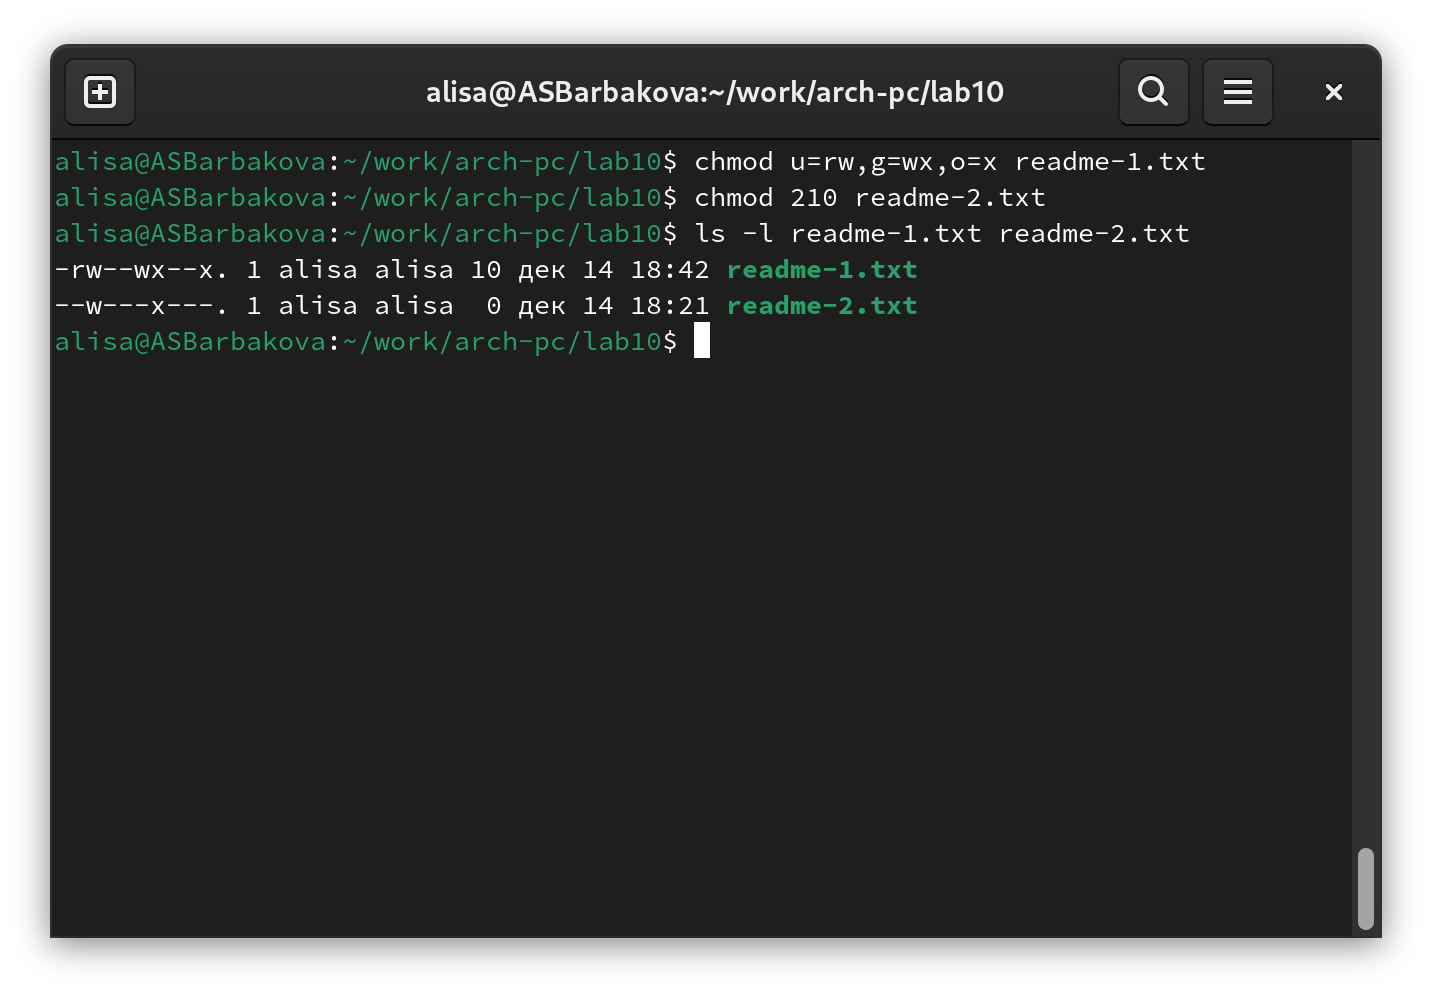 alisa@ASBarbakova:~/work/arch-pc/lab10
alisa@ASBarbakova:~/work/arch-pc/lab10$ chmod u=rw,g=wx,o=x readme-1.txt
alisa@ASBarbakova:~/work/arch-pc/lab10$ chmod 210 readme-2.txt
alisa@ASBarbakova:~/work/arch-pc/lab10$ ls -l readme-1.txt readme-2.txt
-rw--wx--x. 1 alisa alisa 10 дек 14 18:42 readme-1.txt
--w---x---. 1 alisa alisa  0 дек 14 18:21 readme-2.txt
alisa@ASBarbakova:~/work/arch-pc/lab10$